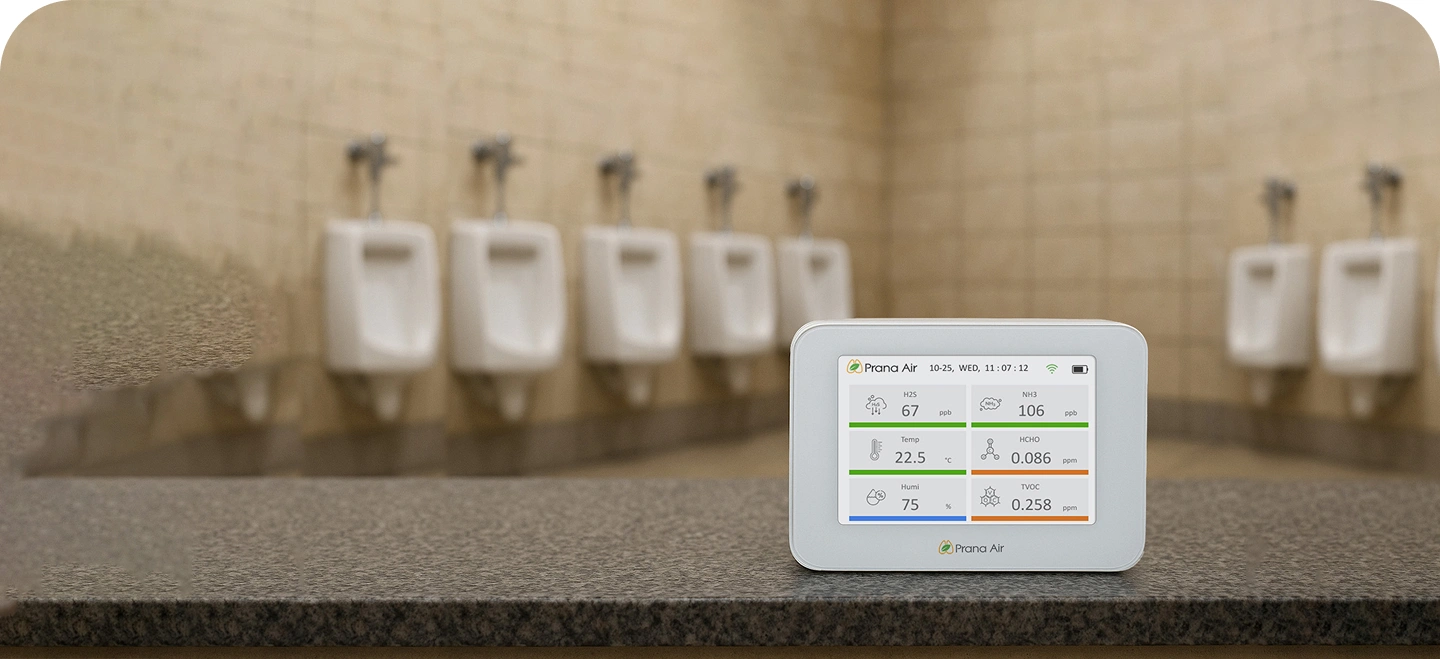 Prana Air 10-25, WED, 11 : 07 : 12
H2S
67 ppb
NH3
106 ppb
Temp
22.5 °C
HCHO
0.086 ppm
Humi
75 %
TVOC
0.258 ppm
Prana Air